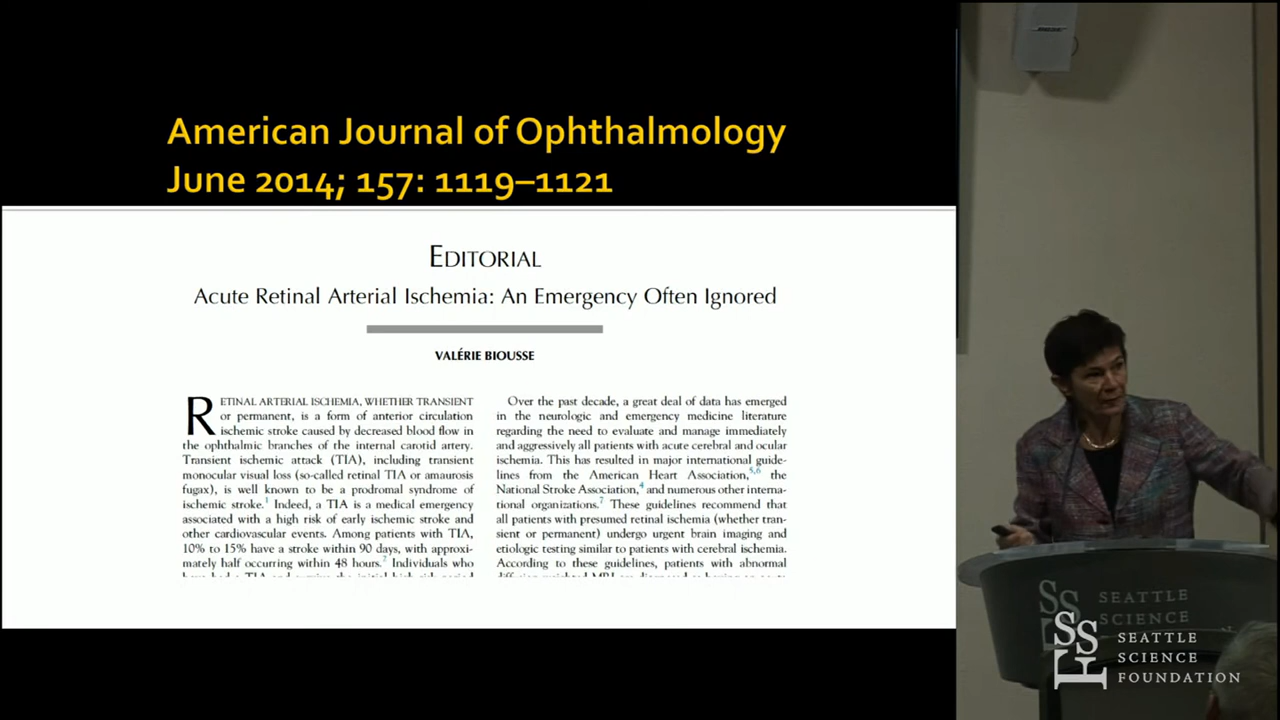 American Journal of Ophthalmology
June 2014; 157: 1119–1121
EDITORIAL
Acute Retinal Arterial Ischemia: An Emergency Often Ignored
VALÉRIE BIOUSSE
RETINAL ARTERIAL ISCHEMIA, WHETHER TRANSIENT
or permanent, is a form of anterior circulation
ischemic stroke caused by decreased blood flow in
the ophthalmic branches of the internal carotid artery.
Transient ischemic attack (TIA), including transient
monocular visual loss (so-called retinal TIA or amaurosis
fugax), is well known to be a prodromal syndrome of
ischemic stroke.1 Indeed, a TIA is a medical emergency
associated with a high risk of early ischemic stroke and
other cardiovascular events. Among patients with TIA,
10% to 15% have a stroke within 90 days, with approxi-
mately half occurring within 48 hours.2 Individuals who
Over the past decade, a great deal of data has emerged
in the neurologic and emergency medicine literature
regarding the need to evaluate and manage immediately
and aggressively all patients with acute cerebral and ocular
ischemia. This has resulted in major international guide-
lines from the American Heart Association,5,6 the
National Stroke Association,4 and numerous other interna-
tional organizations.7 These guidelines recommend that
all patients with presumed retinal ischemia (whether tran-
sient or permanent) undergo urgent brain imaging and
etiologic testing similar to patients with cerebral ischemia.
According to these guidelines, patients with abnormal
SEATTLE
SCIENCE
SSF
SEATTLE
SCIENCE
FOUNDATION